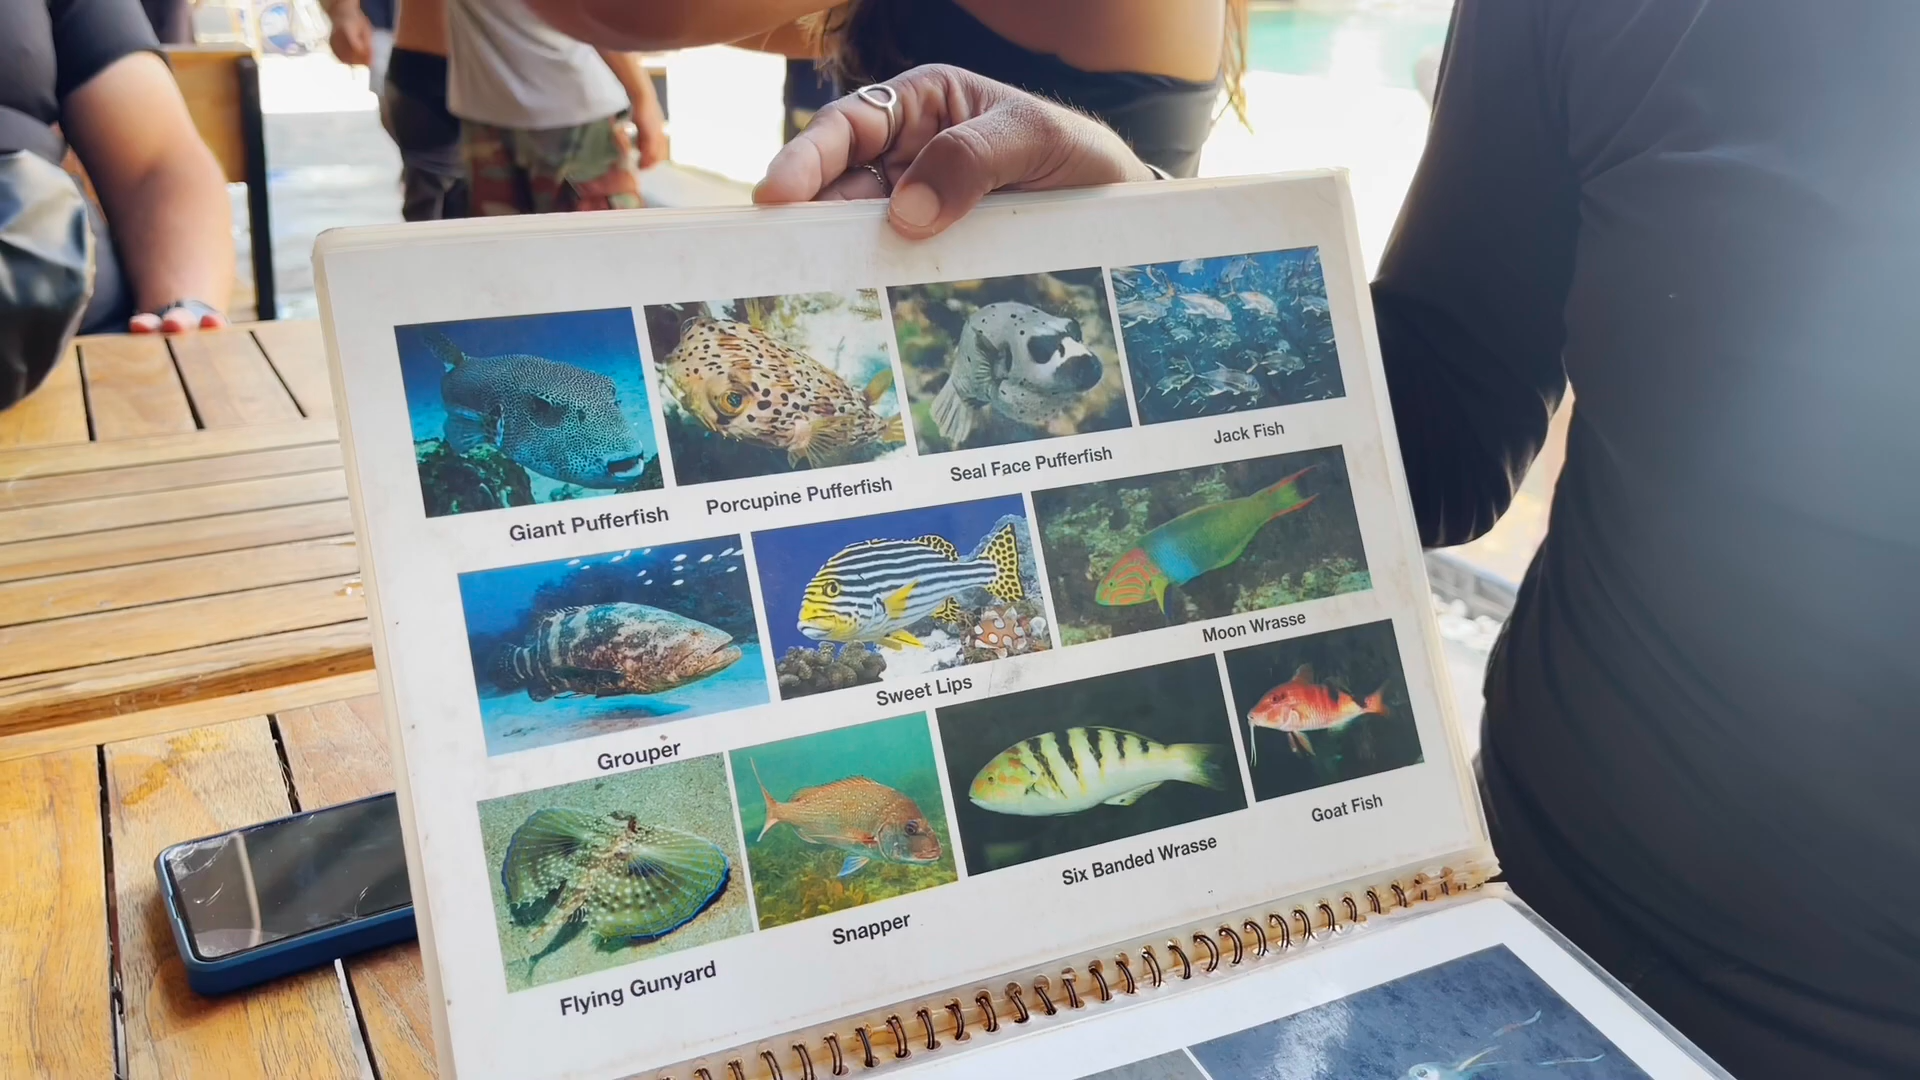 Giant Pufferfish
Porcupine Pufferfish
Seal Face Pufferfish
Jack Fish
Grouper
Sweet Lips
Moon Wrasse
Flying Gunyard
Snapper
Six Banded Wrasse
Goat Fish